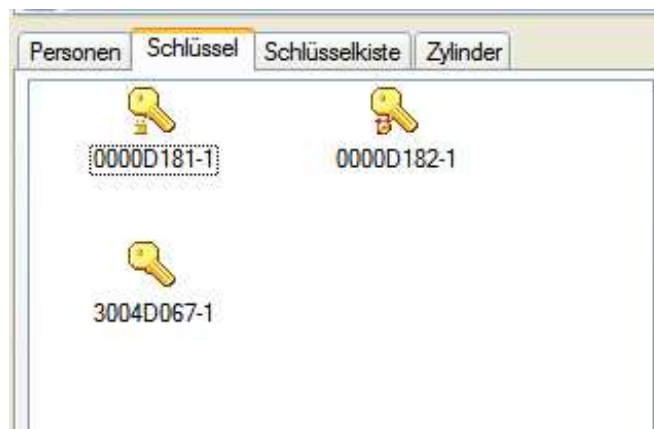 Personen Schlüssel Schlüsselkiste Zylinder
0000D181-1 0000D182-1
3004D067-1